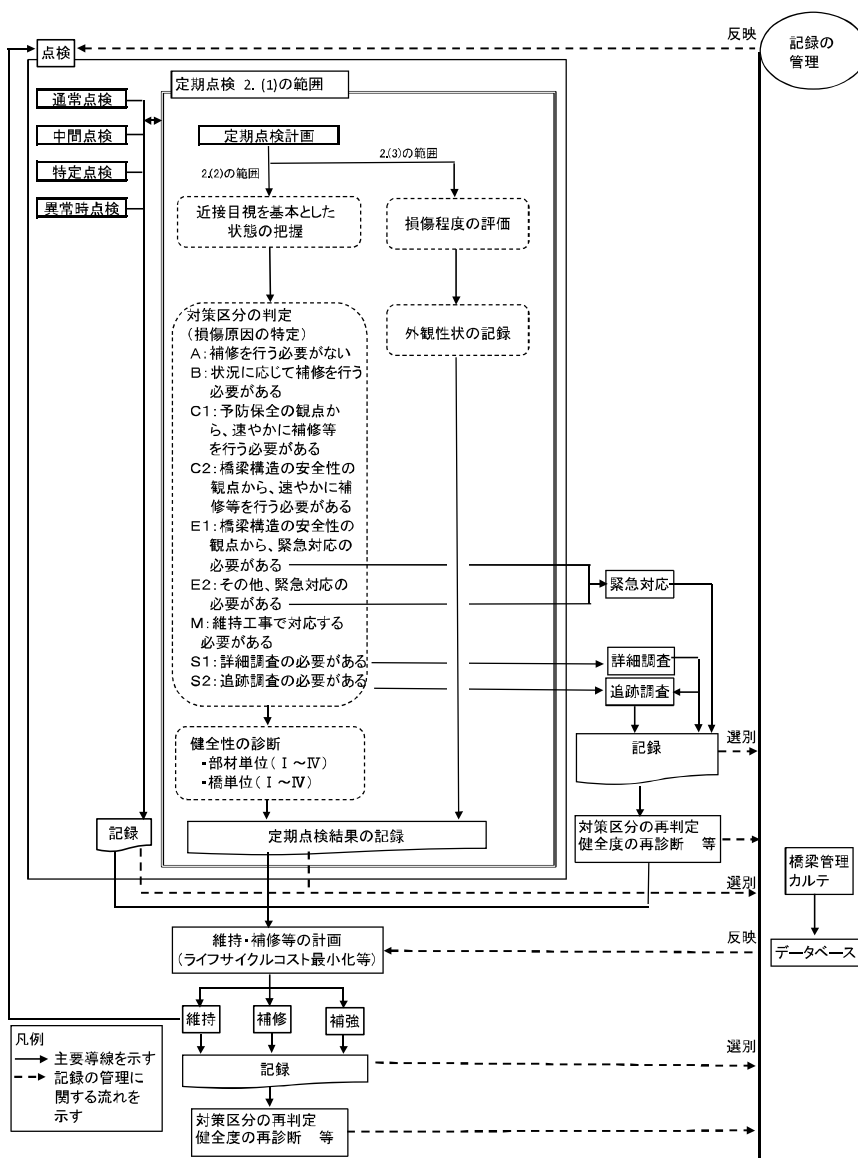 反映
記録の
管理
点検
定期点検 2. (1)の範囲
通常点検
中間点検
特定点検
異常時点検
定期点検計画
2.(3)の範囲
2.(2)の範囲
近接目視を基本とした
状態の把握
損傷程度の評価
外観性状の記録
対策区分の判定
(損傷原因の特定)
A:補修を行う必要がない
B:状況に応じて補修を行う
必要がある
C1:予防保全の観点か
ら、速やかに補修等
を行う必要がある
C2:橋梁構造の安全性の
観点から、速やかに補
修等を行う必要がある
E1:橋梁構造の安全性の
観点から、緊急対応の
必要がある
E2:その他、緊急対応の
必要がある
M:維持工事で対応する
必要がある
S1:詳細調査の必要がある
S2:追跡調査の必要がある
緊急対応
詳細調査
追跡調査
記録
選別
健全性の診断
・部材単位(Ⅰ～Ⅳ)
・橋単位(Ⅰ～Ⅳ)
記録
定期点検結果の記録
対策区分の再判定
健全度の再診断 等
選別
橋梁管理
カルテ
データベース
維持・補修等の計画
(ライフサイクルコスト最小化等)
反映
維持
補修
補強
記録
選別
対策区分の再判定
健全度の再診断 等
凡例
主要導線を示す
記録の管理に
関する流れを
示す